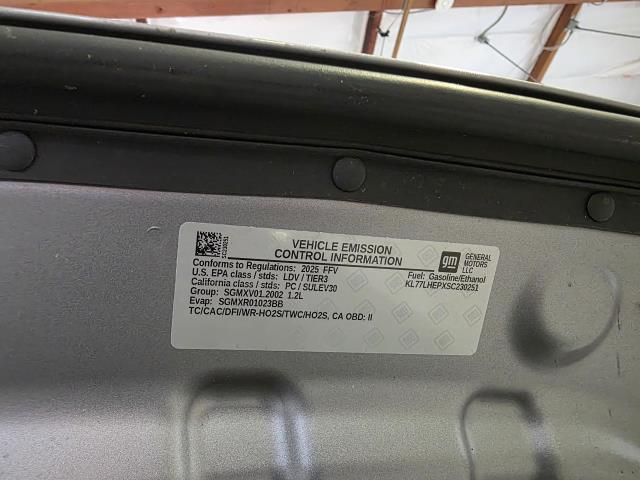 SC230251
VEHICLE EMISSION
CONTROL INFORMATION
gm
GENERAL
MOTORS
LLC
Conforms to Regulations: 2025 FFV
Fuel: Gasoline/Ethanol
U.S. EPA class / stds: LDV / TIER3
KL77LHEPXSC230251
California class / stds: PC / SULEV30
Group: SGMXV01.2002 1.2L
Evap: SGMXR01023BB
TC/CAC/DFI/WR-HO2S/TWC/HO2S, CA OBD: II